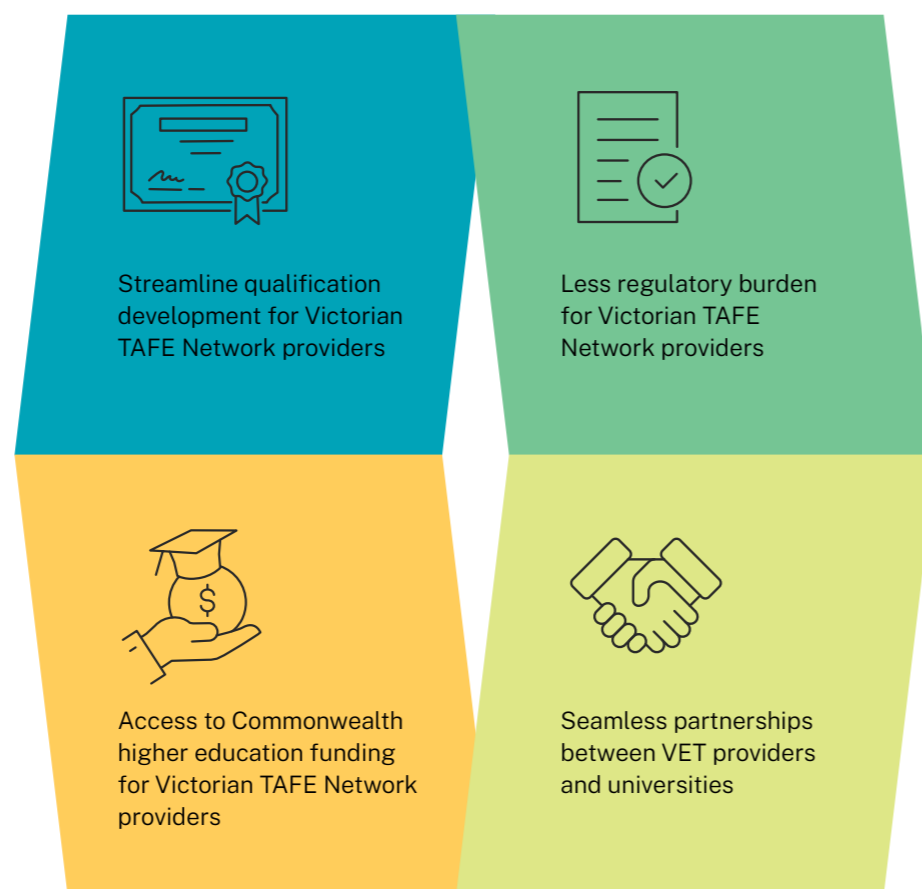 Streamline qualification
development for Victorian
TAFE Network providers
Less regulatory burden
for Victorian TAFE
Network providers
$
Access to Commonwealth
higher education funding
for Victorian TAFE Network
providers
Seamless partnerships
between VET providers
and universities